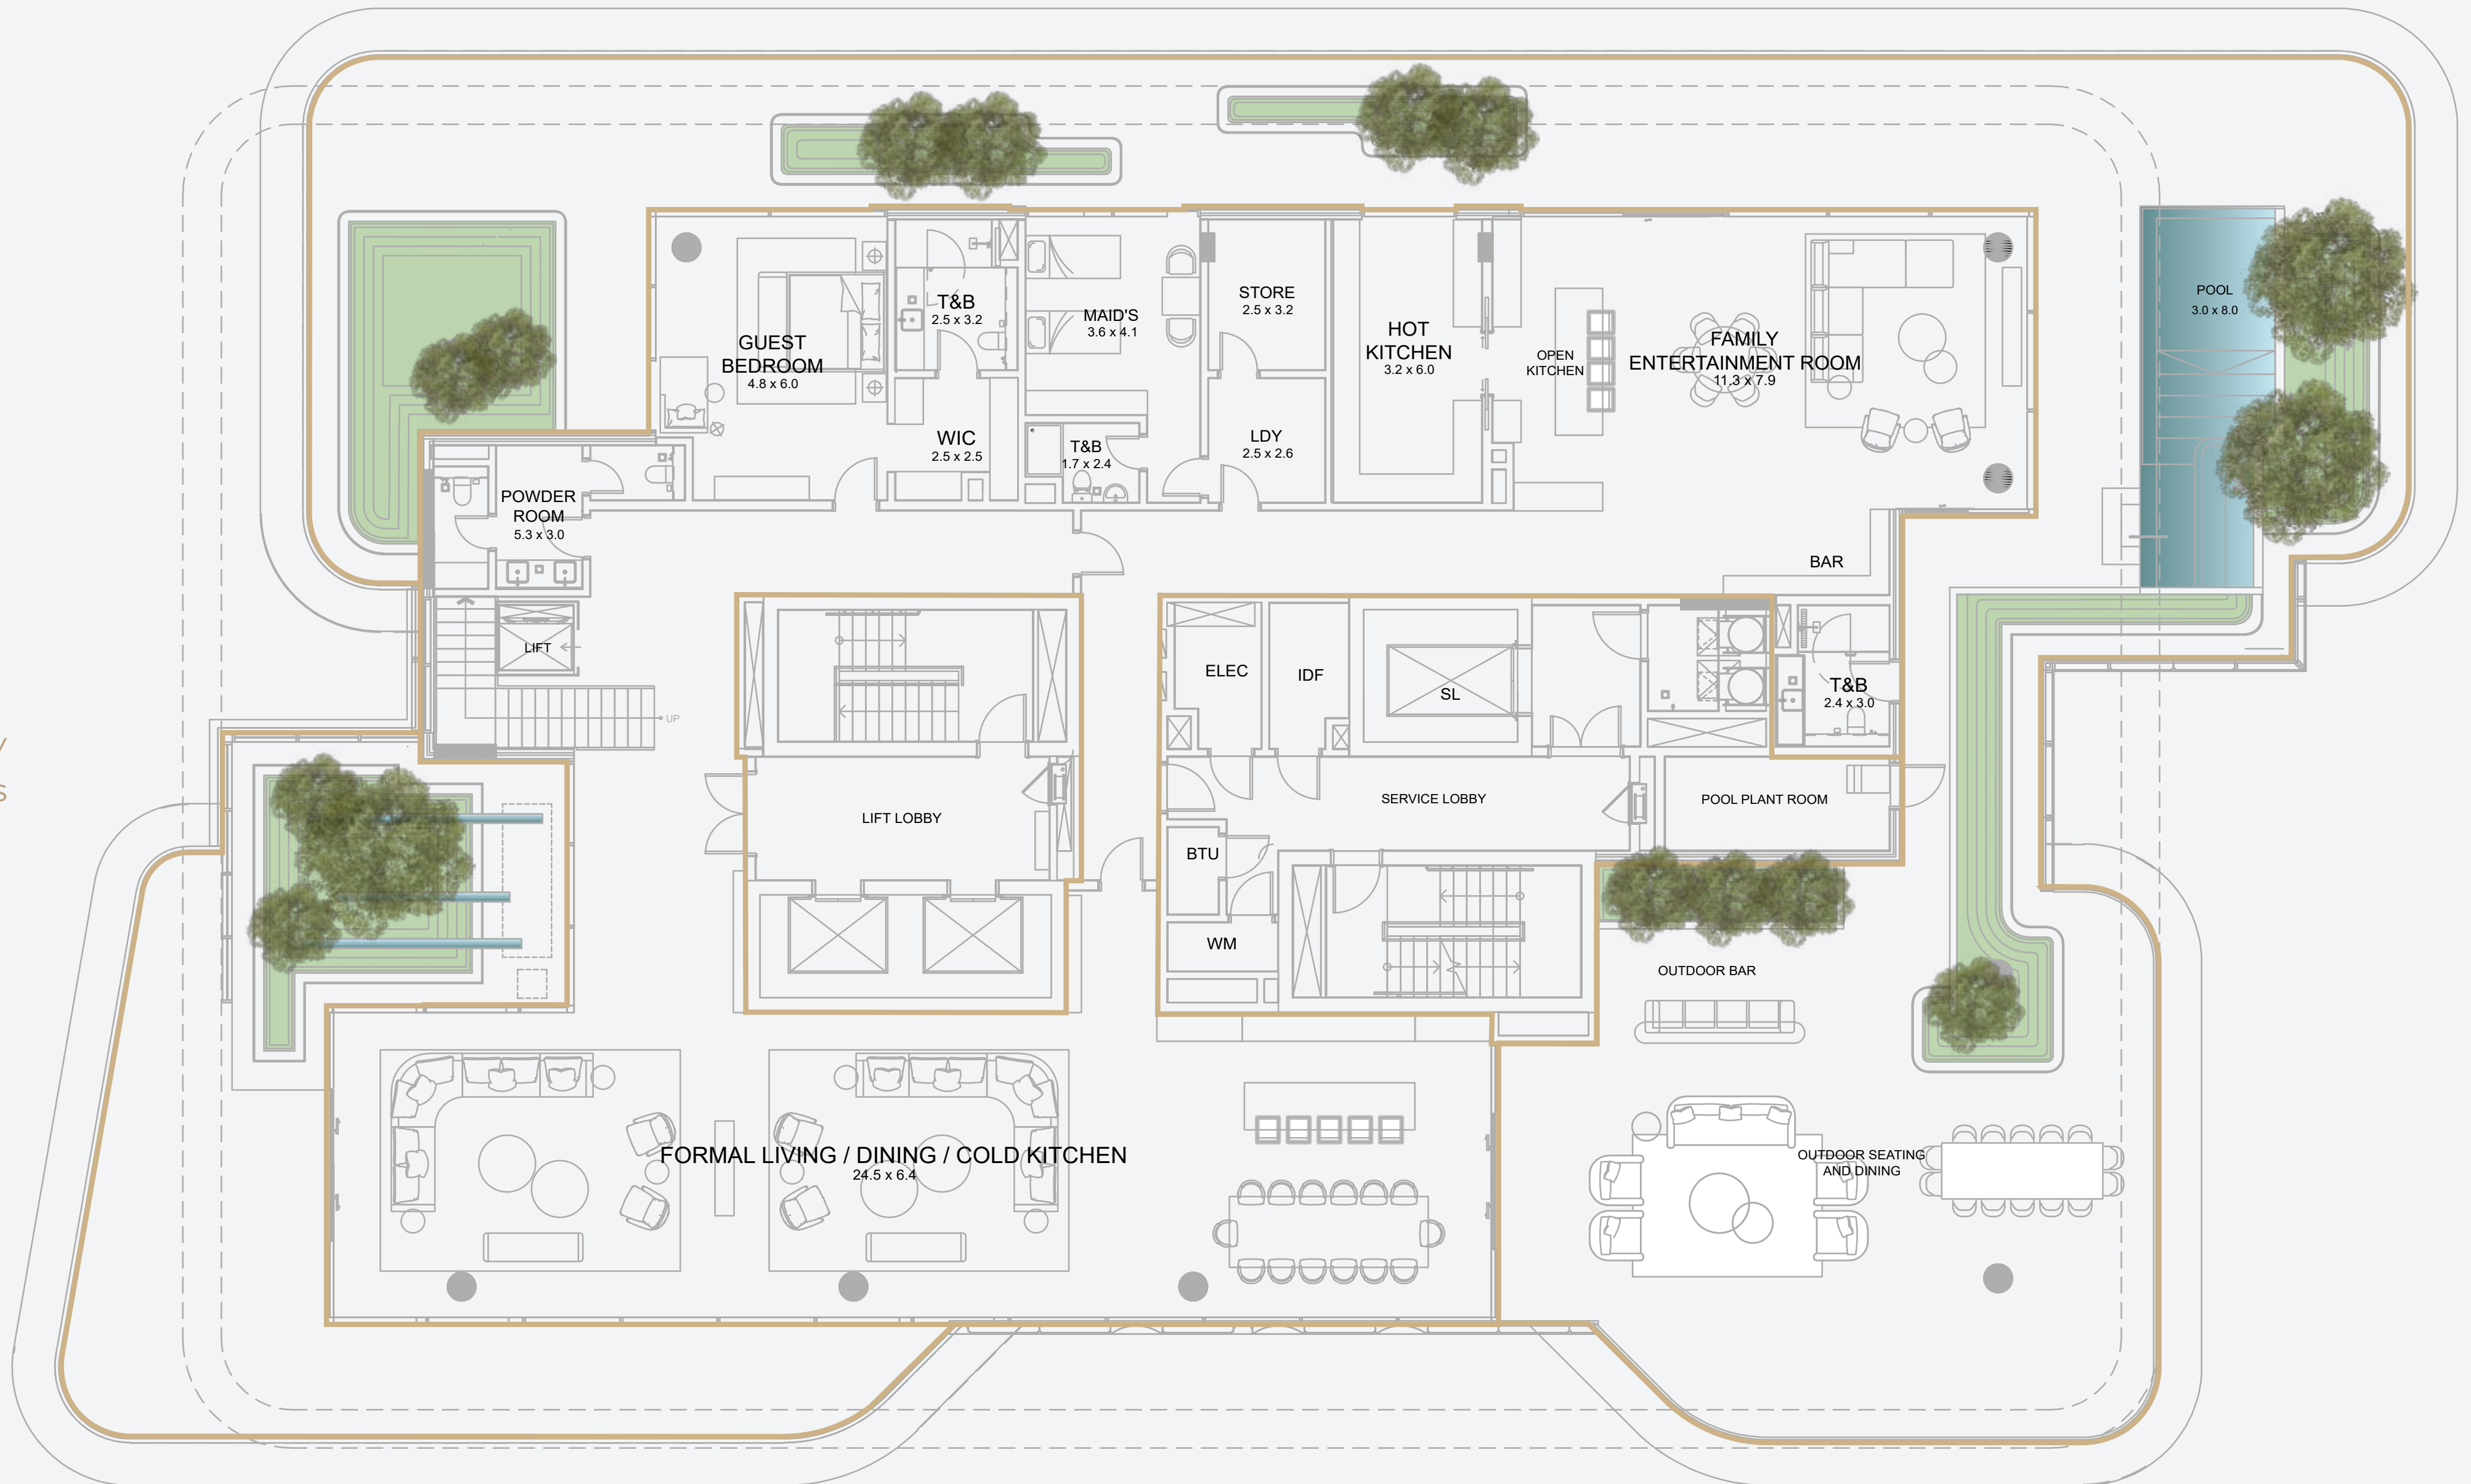 POOL
3.0 x 8.0
T&B
2.5 x 3.2
MAID'S
3.6 x 4.1
STORE
2.5 x 3.2
HOT
KITCHEN
3.2 x 6.0
OPEN
KITCHEN
FAMILY
ENTERTAINMENT ROOM
11.3 x 7.9
GUEST
BEDROOM
4.8 x 6.0
WIC
2.5 x 2.5
T&B
1.7 x 2.4
LDY
2.5 x 2.6
POWDER
ROOM
5.3 x 3.0
BAR
LIFT
ELEC
IDF
SL
T&B
2.4 x 3.0
UP
Y
S
LIFT LOBBY
SERVICE LOBBY
POOL PLANT ROOM
BTU
WM
OUTDOOR BAR
FORMAL LIVING / DINING / COLD KITCHEN
24.5 x 6.4
OUTDOOR SEATING
AND DINING